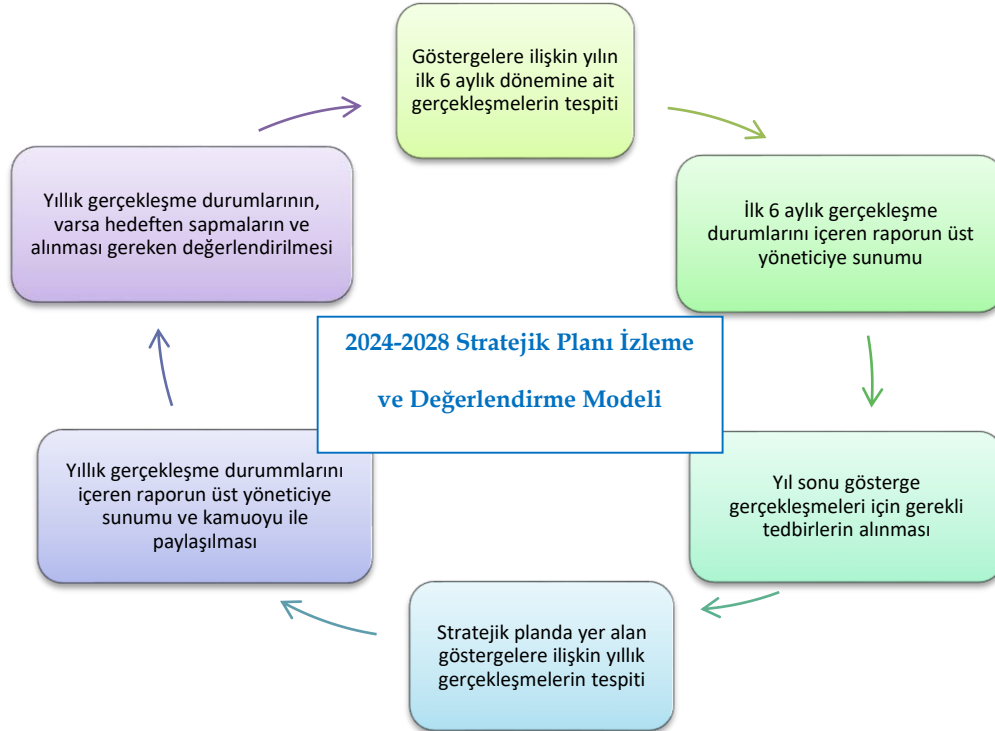 Göstergelere ilişkin yılın
ilk 6 aylık dönemine ait
gerçekleşmelerin tespiti
İlk 6 aylık gerçekleşme
durumlarını içeren raporun üst
yöneticiye sunumu
Yıl sonu gösterge
gerçekleşmeleri için gerekli
tedbirlerin alınması
Stratejik planda yer alan
göstergelere ilişkin yıllık
gerçekleşmelerin tespiti
Yıllık gerçekleşme durummlarını
içeren raporun üst yöneticiye
sunumu ve kamuoyu ile
paylaşılması
Yıllık gerçekleşme durumlarının,
varsa hedeften sapmaların ve
alınması gereken değerlendirilmesi
2024-2028 Stratejik Planı İzleme
ve Değerlendirme Modeli